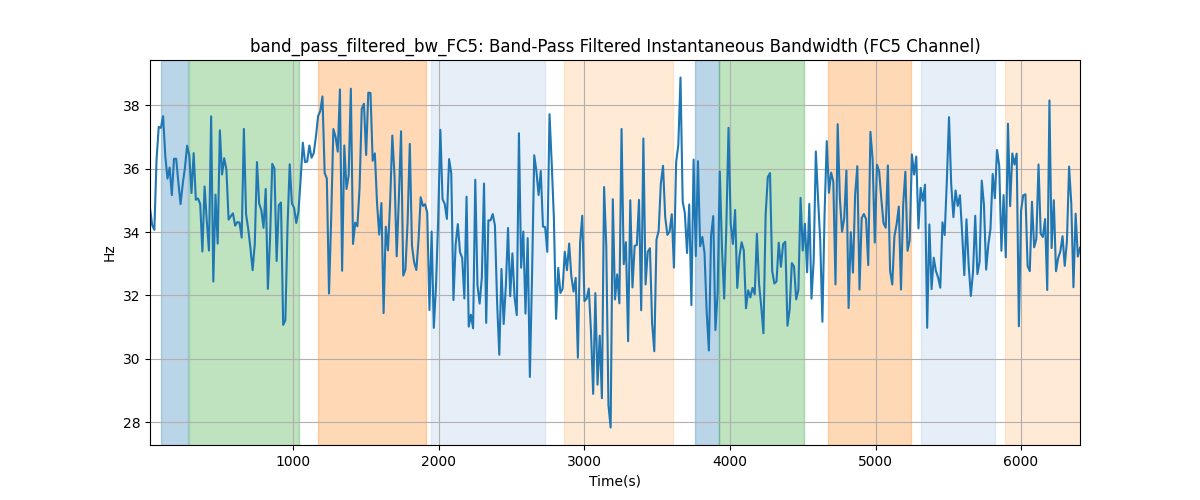 band_pass_filtered_bw_FC5: Band-Pass Filtered Instantaneous Bandwidth (FC5 Channel)
38
36
34
32
30
28
Hz
1000 2000 3000 4000 5000 6000
Time(s)